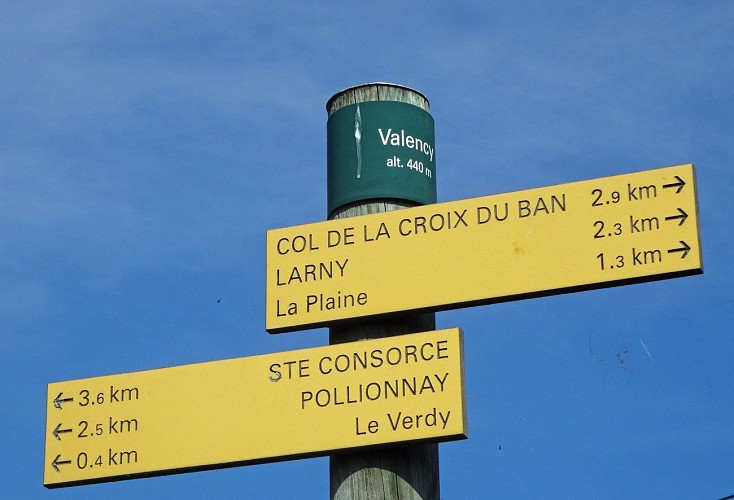 Valency
alt. 440 m
COL DE LA CROIX DU BAN 2.9 km →
LARNY 2.3 km →
La Plaine 1.3 km →
← 3.6 km STE CONSORCE
← 2.5 km POLLIONNAY
← 0.4 km Le Verdy